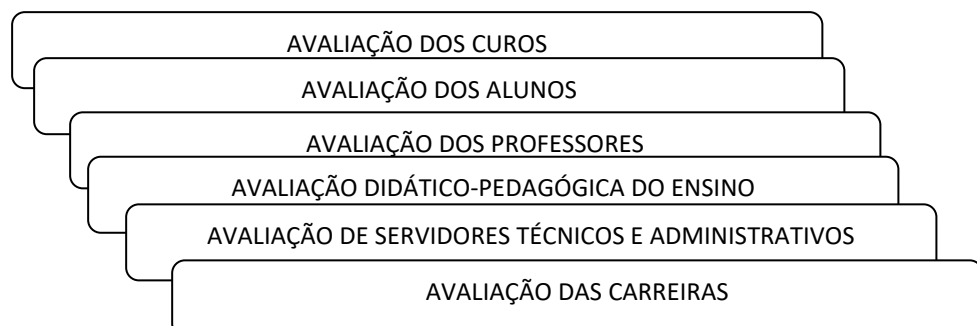 AVALIAÇÃO DOS CUROS
AVALIAÇÃO DOS ALUNOS
AVALIAÇÃO DOS PROFESSORES
AVALIAÇÃO DIDÁTICO-PEDAGÓGICA DO ENSINO
AVALIAÇÃO DE SERVIDORES TÉCNICOS E ADMINISTRATIVOS
AVALIAÇÃO DAS CARREIRAS